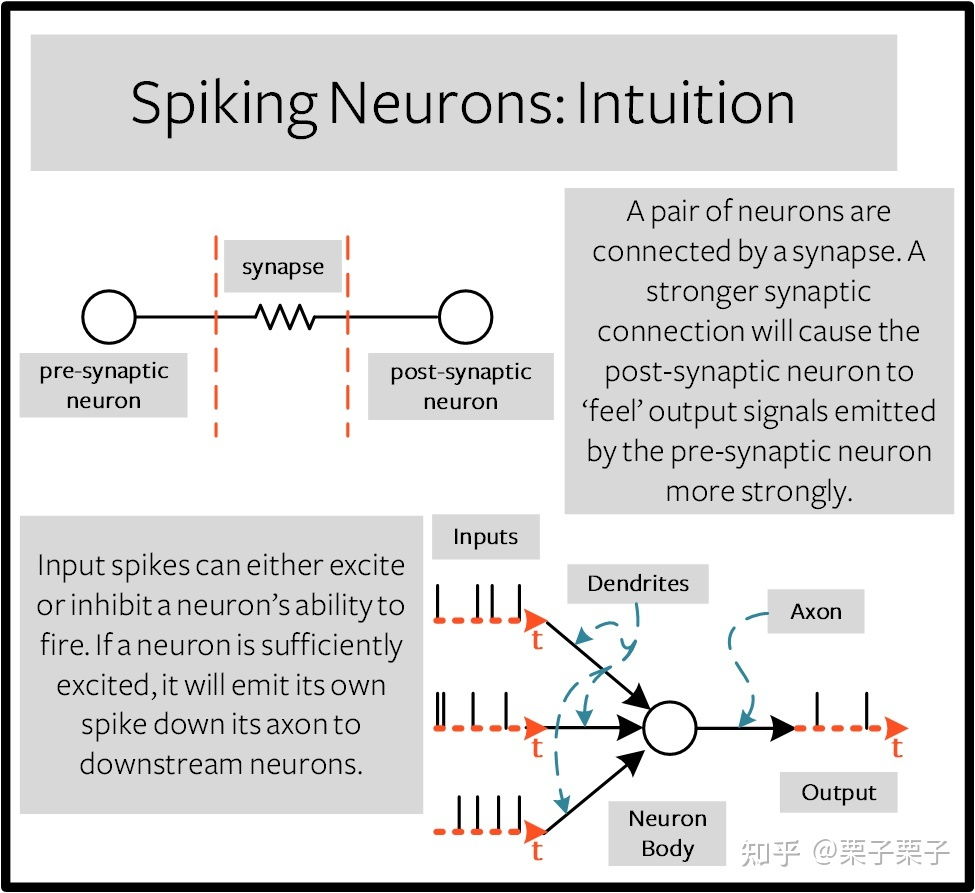 Spiking Neurons: Intuition
synapse
pre-synaptic
neuron
post-synaptic
neuron
A pair of neurons are
connected by a synapse. A
stronger synaptic
connection will cause the
post-synaptic neuron to
‘feel’ output signals emitted
by the pre-synaptic neuron
more strongly.
Input spikes can either excite
or inhibit a neuron’s ability to
fire. If a neuron is sufficiently
excited, it will emit its own
spike down its axon to
downstream neurons.
Inputs
Dendrites
Axon
t
t
t
t
Output
Neuron
Body
知乎 @栗子栗子